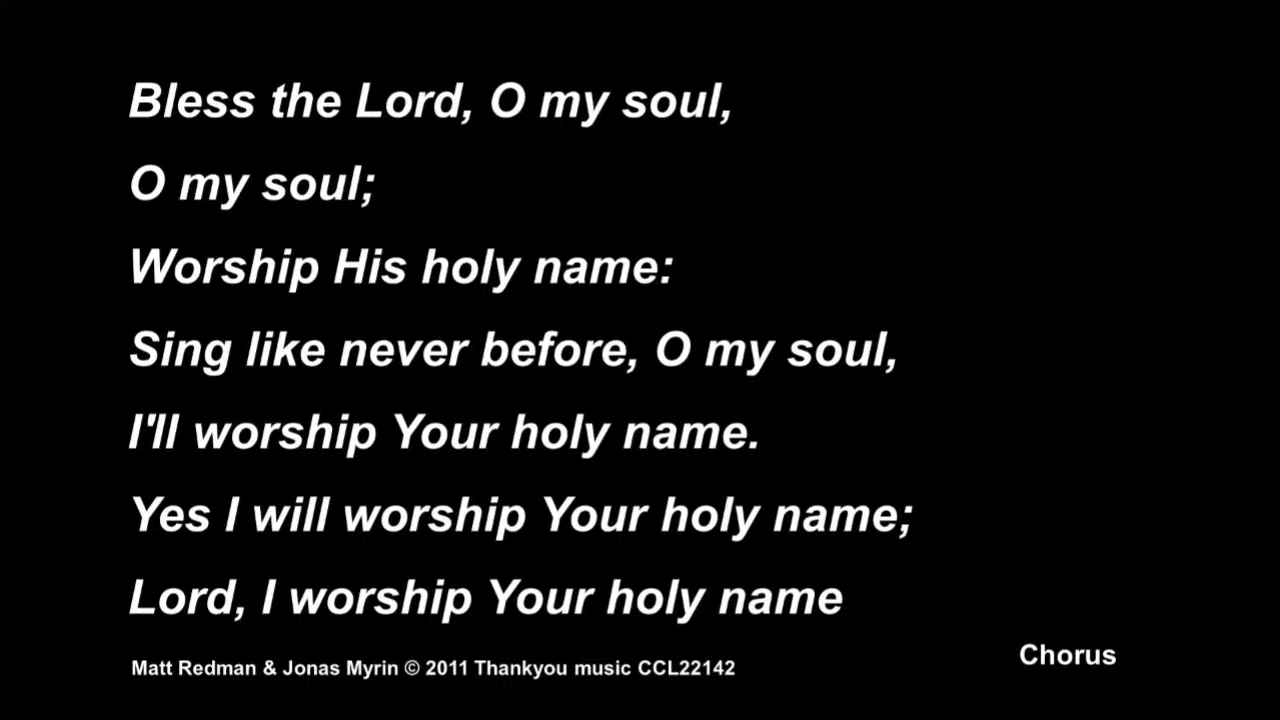 Bless the Lord, O my soul,
O my soul;
Worship His holy name:
Sing like never before, O my soul,
I'll worship Your holy name.
Yes I will worship Your holy name;
Lord, I worship Your holy name
Chorus
Matt Redman & Jonas Myrin © 2011 Thankyou music CCL22142